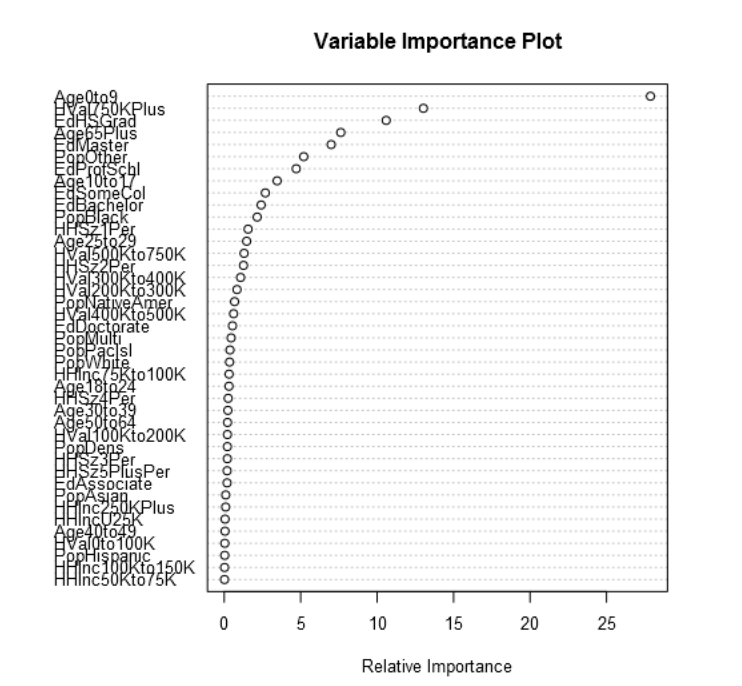 Variable Importance Plot
Age0to9
HVal750KPlus
EdHSGrad
Age65Plus
EdMaster
PopOther
EdProfSchl
Age10to17
EdSomeCol
EdBachelor
PopBlack
HHSz1Per
Age25to29
HVal500Kto750K
HHSz2Per
HVal300Kto400K
HVal200Kto300K
PopNativeAmer
HVal400Kto500K
EdDoctorate
PopMulti
PopPacIsl
PopWhite
HHInc75Kto100K
Age18to24
HHSz4Per
Age30to39
Age50to64
HVal100Kto200K
PopDens
HHSz3Per
HHSz5PlusPer
EdAssociate
PopAsian
HHInc250KPlus
HHIncU25K
Age40to49
HVal0to100K
PopHispanic
HHInc100Kto150K
HHInc50Kto75K
0 5 10 15 20 25
Relative Importance